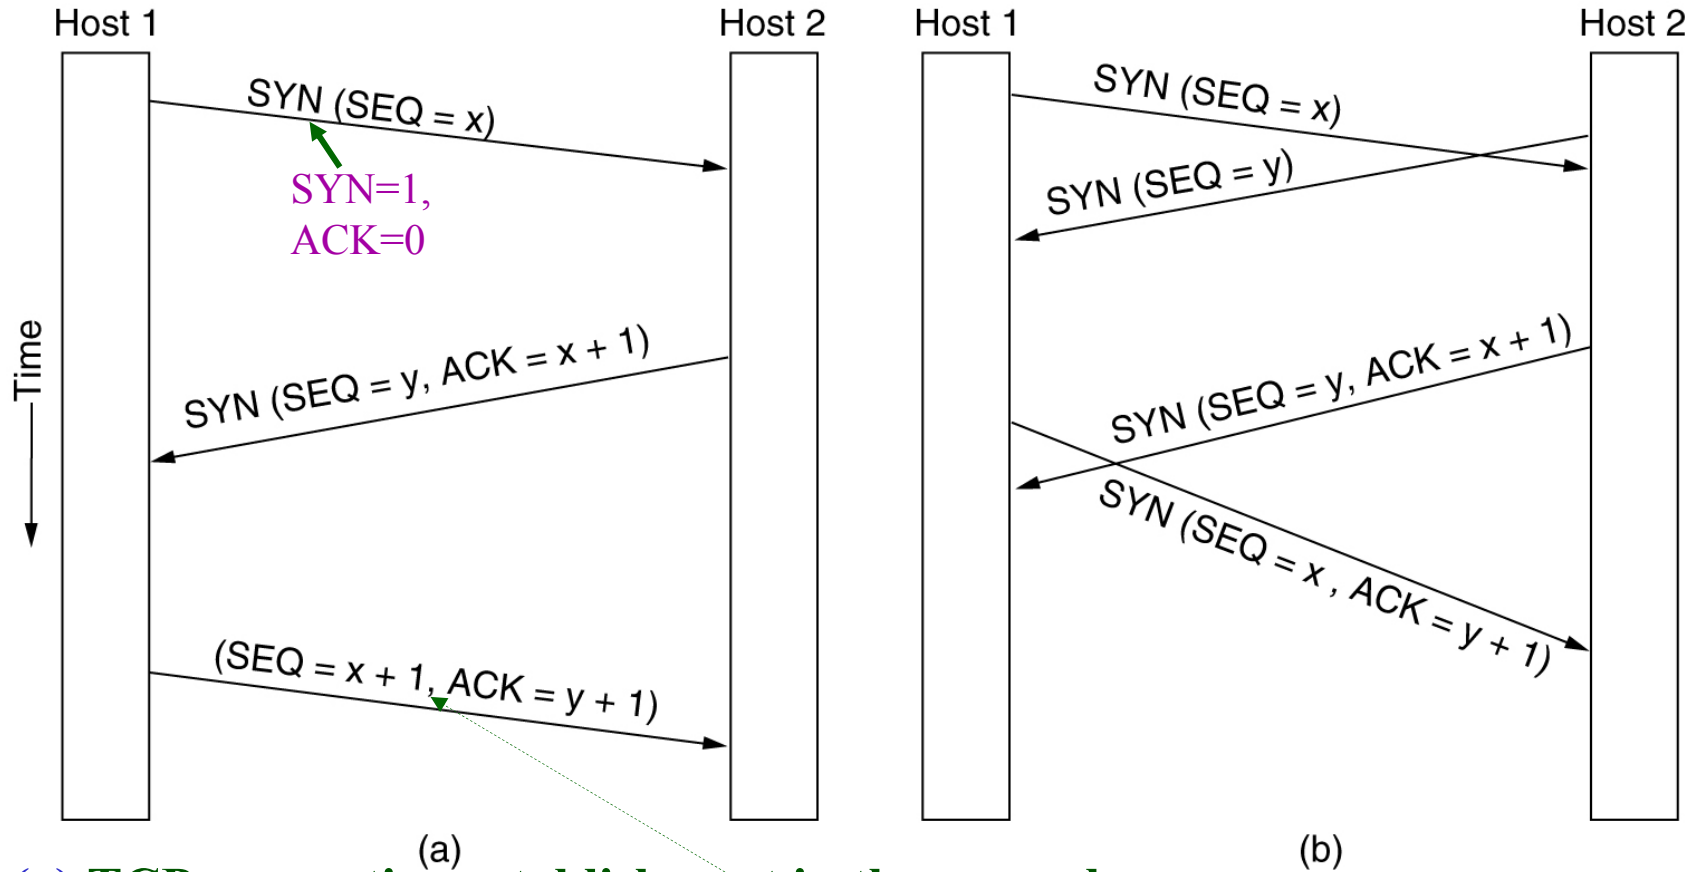 Host 1
Host 2
SYN (SEQ = x)
SYN=1,
ACK=0
SYN (SEQ = y, ACK = x + 1)
(SEQ = x + 1, ACK = y + 1)
Time
(a)
Host 1
Host 2
SYN (SEQ = x)
SYN (SEQ = y)
SYN (SEQ = y, ACK = x + 1)
SYN (SEQ = x , ACK = y + 1)
(b)